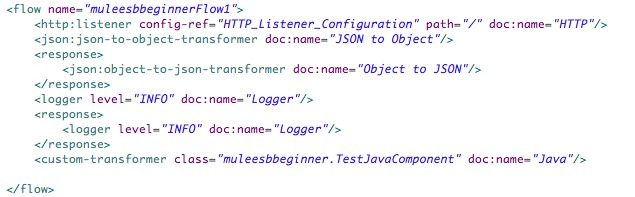 <flow name="muleesbbeginnerFlow1">
<http:listener config-ref="HTTP_Listener_Configuration" path="/" doc:name="HTTP"/>
<json:json-to-object-transformer doc:name="JSON to Object"/>
<response>
<json:object-to-json-transformer doc:name="Object to JSON"/>
</response>
<logger level="INFO" doc:name="Logger"/>
<response>
<logger level="INFO" doc:name="Logger"/>
</response>
<custom-transformer class="muleesbbeginner.TestJavaComponent" doc:name="Java"/>
</flow>